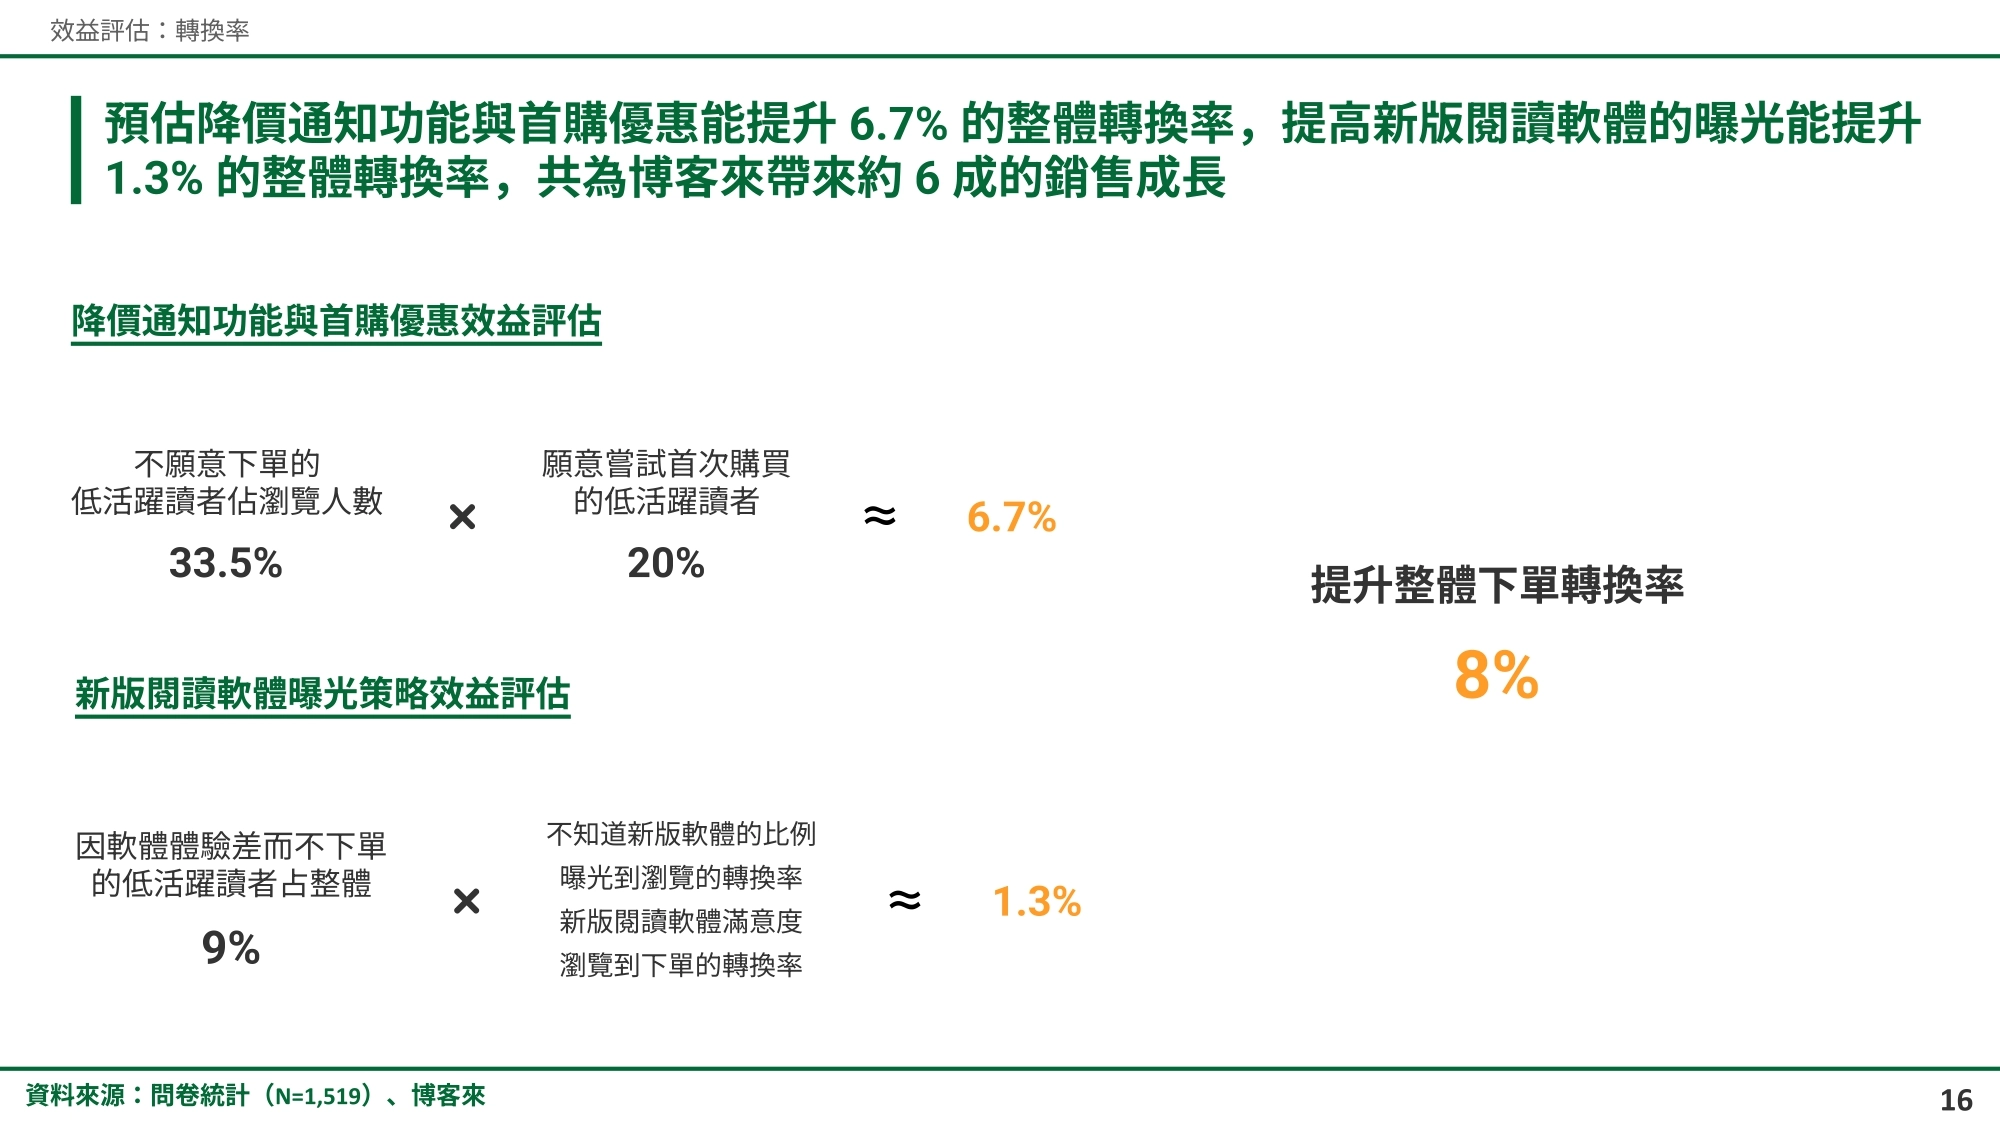 效益評估：轉換率
預估降價通知功能與首購優惠能提升 6.7% 的整體轉換率，提高新版閱讀軟體的曝光能提升
1.3% 的整體轉換率，共為博客來帶來約 6 成的銷售成長
降價通知功能與首購優惠效益評估
不願意下單的
低活躍讀者佔瀏覽人數
33.5%
×
願意嘗試首次購買
的低活躍讀者
20%
≈
6.7%
提升整體下單轉換率
8%
新版閱讀軟體曝光策略效益評估
因軟體體驗差而不下單
的低活躍讀者占整體
9%
×
不知道新版軟體的比例
曝光到瀏覽的轉換率
新版閱讀軟體滿意度
瀏覽到下單的轉換率
≈
1.3%
資料來源：問卷統計（N=1,519）、博客來
16